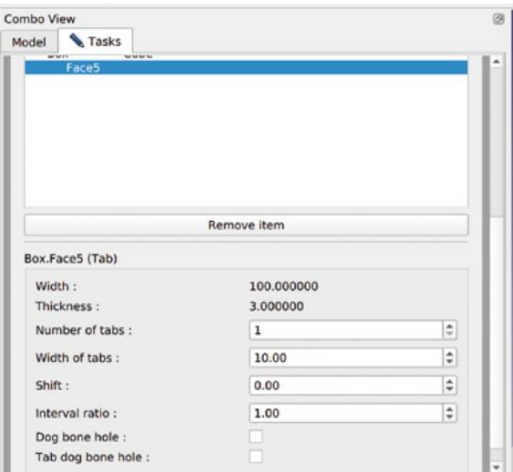 Combo View
Model
Tasks
Face5
Remove item
Box.Face5 (Tab)
Width : 100.000000
Thickness : 3.000000
Number of tabs : 1
Width of tabs : 10.00
Shift : 0.00
Interval ratio : 1.00
Dog bone hole :
Tab dog bone hole :